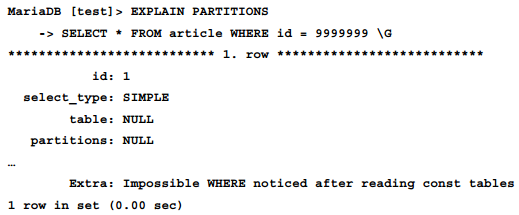 MariaDB [test]> EXPLAIN PARTITIONS
    -> SELECT * FROM article WHERE id = 9999999 \G
*************************** 1. row ***************************
           id: 1
  select_type: SIMPLE
        table: NULL
   partitions: NULL
…
        Extra: Impossible WHERE noticed after reading const tables
1 row in set (0.00 sec)